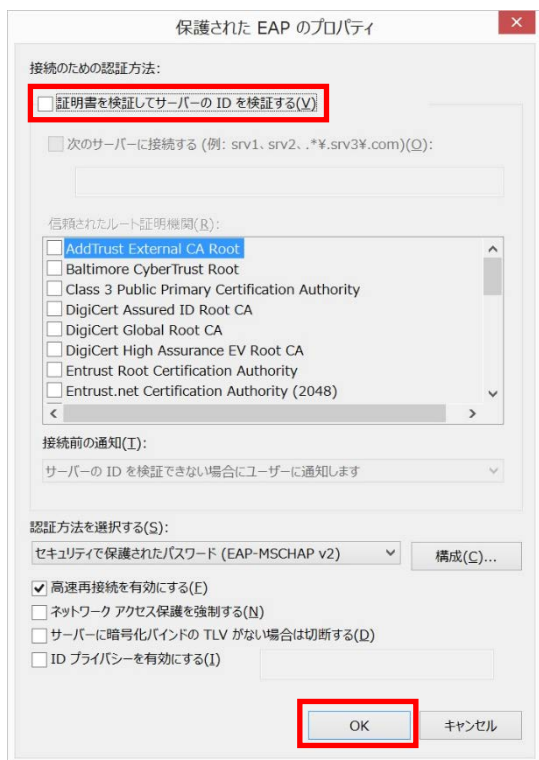 保護された EAP のプロパティ
接続のための認証方法:
証明書を検証してサーバーの ID を検証する(V)
次のサーバーに接続する (例: srv1、srv2、.*¥.srv3¥.com)(O):
信頼されたルート証明機関(R):
AddTrust External CA Root
Baltimore CyberTrust Root
Class 3 Public Primary Certification Authority
DigiCert Assured ID Root CA
DigiCert Global Root CA
DigiCert High Assurance EV Root CA
Entrust Root Certification Authority
Entrust.net Certification Authority (2048)
接続前の通知(T):
サーバーの ID を検証できない場合にユーザーに通知します
認証方法を選択する(S):
セキュリティで保護されたパスワード (EAP-MSCHAP v2)
構成(C)...
高速再接続を有効にする(F)
ネットワーク アクセス保護を強制する(N)
サーバーに暗号化バインドの TLV がない場合は切断する(D)
ID プライバシーを有効にする(I)
OK
キャンセル